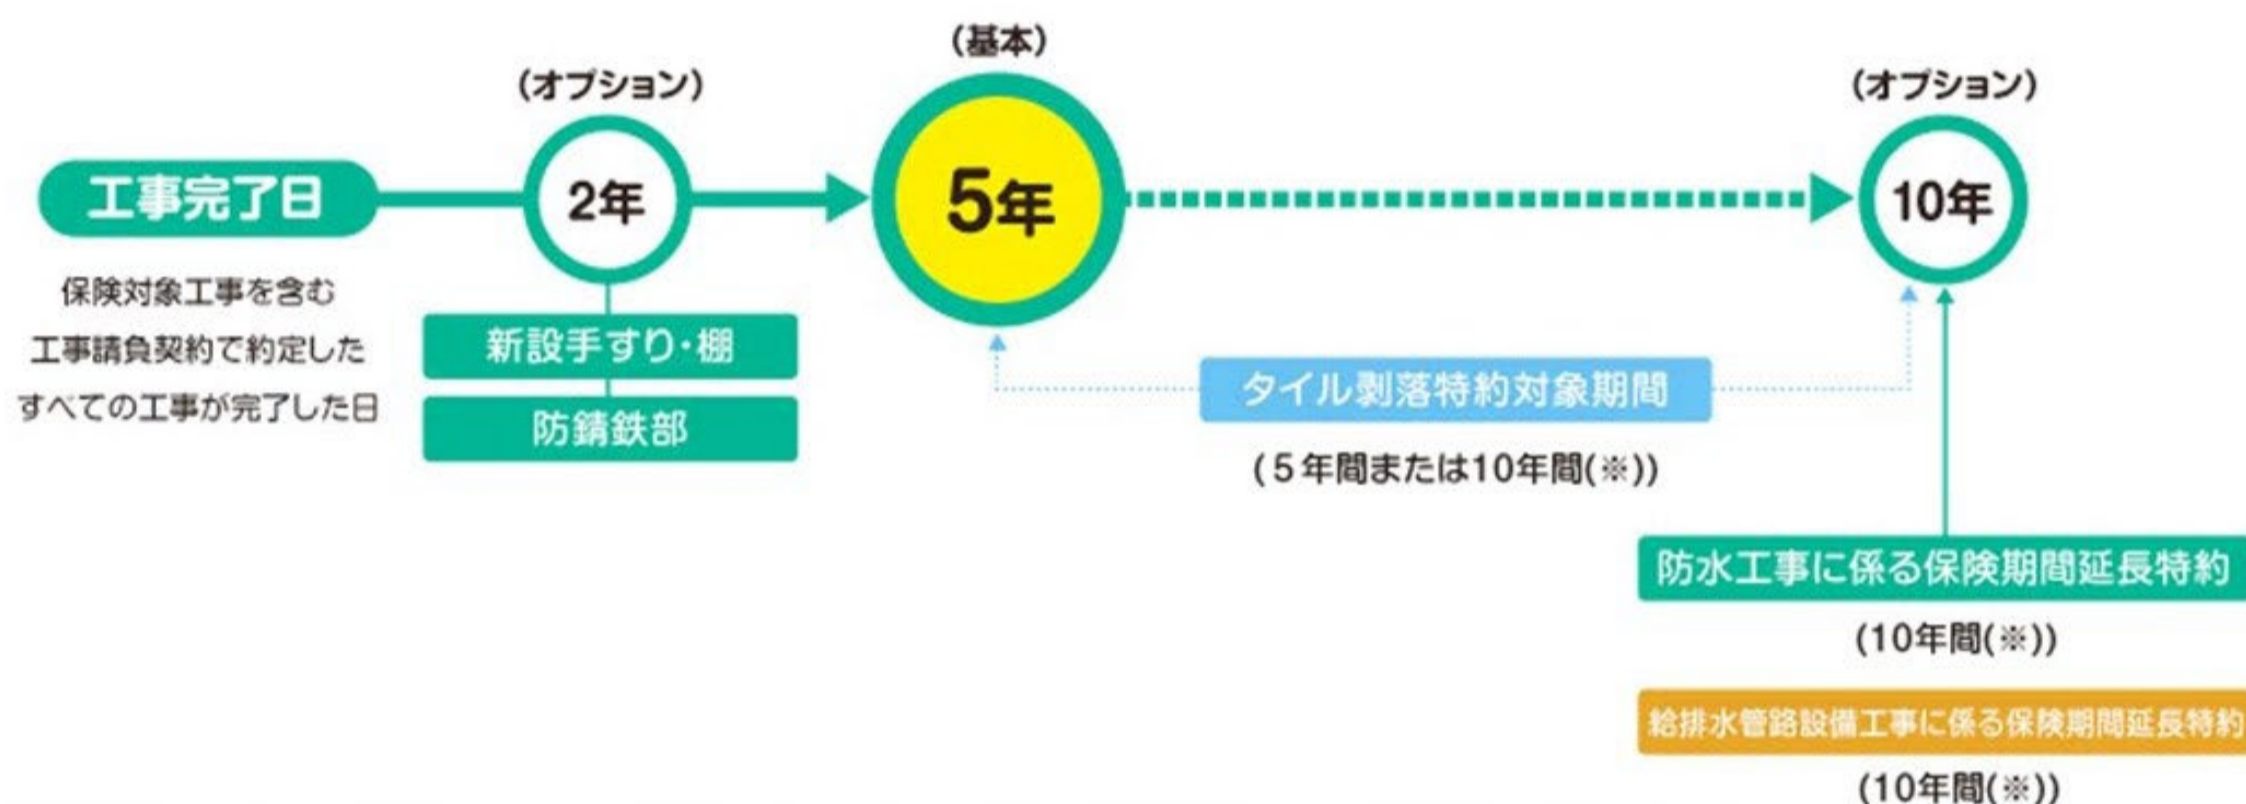 (基本)
(オプション)
(オプション)
工事完了日
2年
5年
10年
保険対象工事を含む
工事請負契約で約定した
すべての工事が完了した日
新設手すり・棚
防錆鉄部
タイル剥落特約対象期間
(5年間または10年間(※))
防水工事に係る保険期間延長特約
(10年間(※))
給排水管路設備工事に係る保険期間延長特約
(10年間(※))